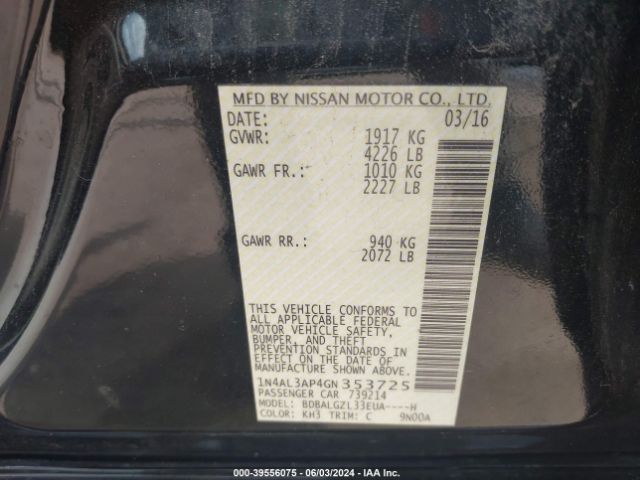 MFD BY NISSAN MOTOR CO., LTD.
DATE: 03/16
GVWR: 1917 KG
4226 LB
GAWR FR.: 1010 KG
2227 LB
GAWR RR.: 940 KG
2072 LB
THIS VEHICLE CONFORMS TO
ALL APPLICABLE FEDERAL
MOTOR VEHICLE SAFETY,
BUMPER, AND THEFT
PREVENTION STANDARDS IN
EFFECT ON THE DATE OF
MANUFACTURE SHOWN ABOVE.
1N4AL3AP4GN353725
PASSENGER CAR 739214
MODEL: BDBALGZL33EUA----H
COLOR: KH3 TRIM: C 9N00A
000-39556075 | 06/03/2024 - IAA Inc.